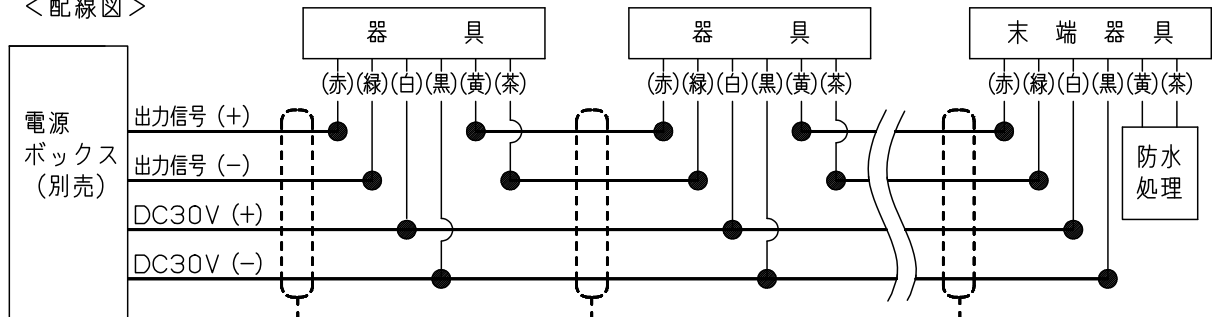 <配線図>
器 具
器 具
末 端 器 具
(赤)(緑)(白)(黒)(黄)(茶)
(赤)(緑)(白)(黒)(黄)(茶)
(赤)(緑)(白)(黒)(黄)(茶)
電源
ボックス
(別売)
出力信号 (+)
出力信号 (−)
DC30V (+)
DC30V (−)
防水
処理